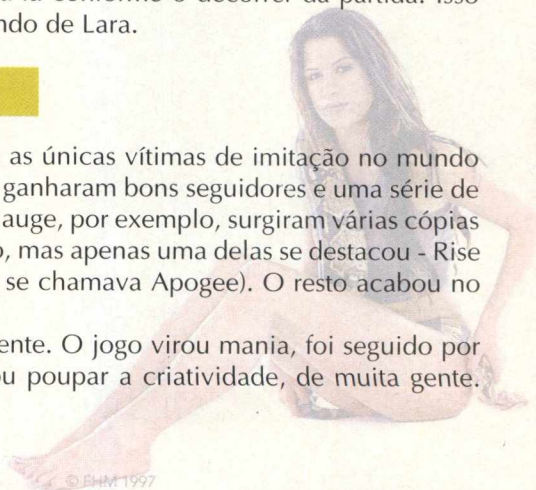 ndo de Lara.
as únicas vítimas de imitação no mundo
ganharam bons seguidores e uma série de
auge, por exemplo, surgiram várias cópias
o, mas apenas uma delas se destacou - Rise
se chamava Apogee). O resto acabou no
ente. O jogo virou mania, foi seguido por
ou poupar a criatividade, de muita gente.
© FHM 1997